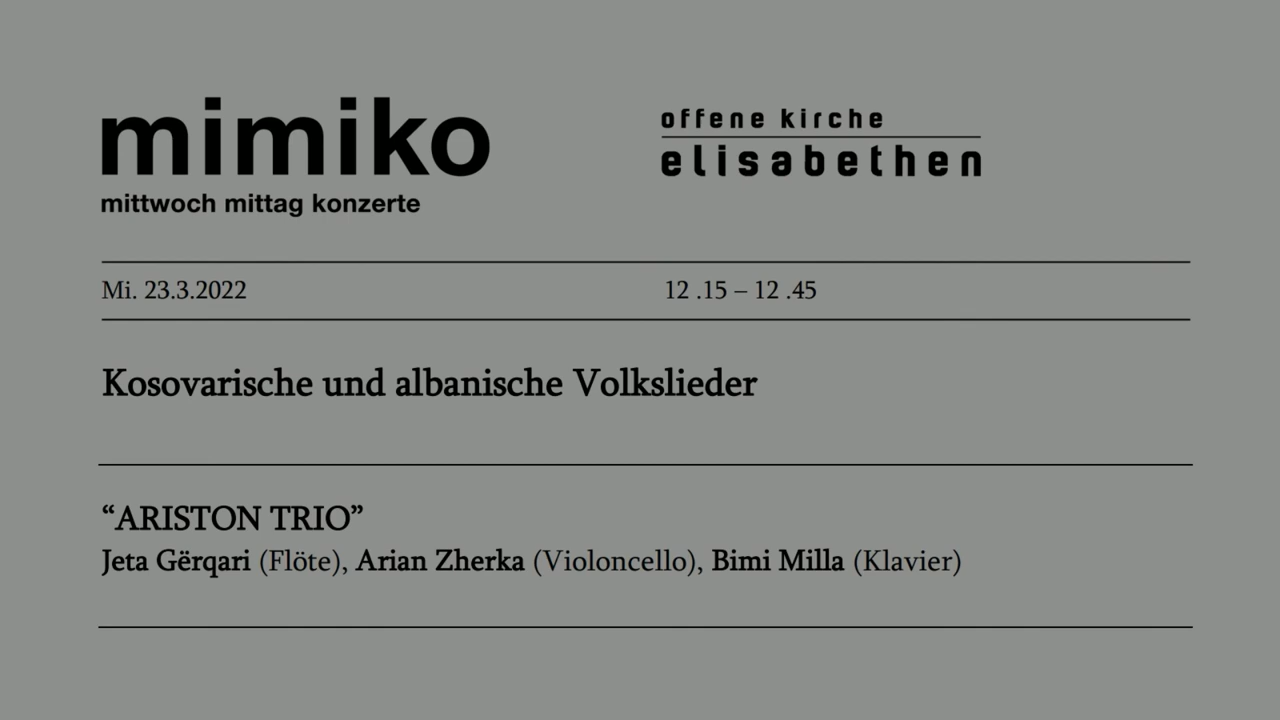 mimiko
mittwoch mittag konzerte
offene kirche
elisabethen
Mi. 23.3.2022 12 .15 – 12 .45
Kosovarische und albanische Volkslieder
“ARISTON TRIO”
Jeta Gërqari (Flöte), Arian Zherka (Violoncello), Bimi Milla (Klavier)